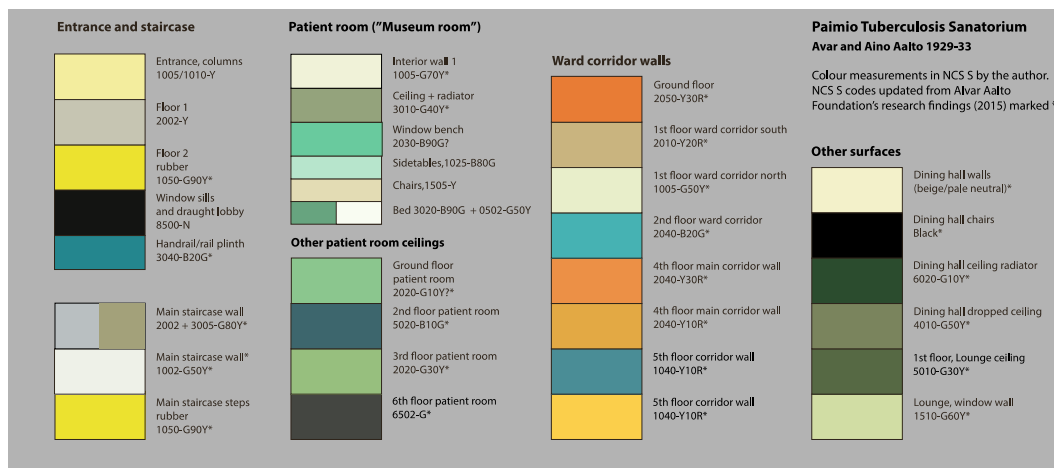 Entrance and staircase
Entrance, columns
1005/1010-Y
Floor 1
2002-Y
Floor 2
rubber
1050-G90Y*
Window sills
and draught lobby
8500-N
Handrail/rail plinth
3040-B20G*
Main staircase wall
2002 + 3005-G80Y*
Main staircase wall*
1002-G50Y*
Main staircase steps
rubber
1050-G90Y*
Patient room (”Museum room”)
Interior wall 1
1005-G70Y*
Ceiling + radiator
3010-G40Y*
Window bench
2030-B90G?
Sidetables,1025-B80G
Chairs,1505-Y
Bed 3020-B90G + 0502-G50Y
Other patient room ceilings
Ground floor
patient room
2020-G10Y?*
2nd floor patient room
5020-B10G*
3rd floor patient room
2020-G30Y*
6th floor patient room
6502-G*
Ward corridor walls
Ground floor
2050-Y30R*
1st floor ward corridor south
2010-Y20R*
1st floor ward corridor north
1005-G50Y*
2nd floor ward corridor
2040-B20G*
4th floor main corridor wall
2040-Y30R*
4th floor main corridor wall
2040-Y10R*
5th floor corridor wall
1040-Y10R*
5th floor corridor wall
1040-Y10R*
Paimio Tuberculosis Sanatorium
Avar and Aino Aalto 1929-33
Colour measurements in NCS S by the author.
NCS S codes updated from Alvar Aalto
Foundation’s research findings (2015) marked *
Other surfaces
Dining hall walls
(beige/pale neutral)*
Dining hall chairs
Black*
Dining hall ceiling radiator
6020-G10Y*
Dining hall dropped ceiling
4010-G50Y*
1st floor, Lounge ceiling
5010-G30Y*
Lounge, window wall
1510-G60Y*